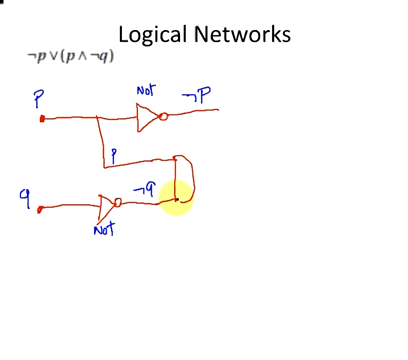 Logical Networks
¬p ∨ (p ∧ ¬q)
P
Not
¬P
P
q
¬q
Not